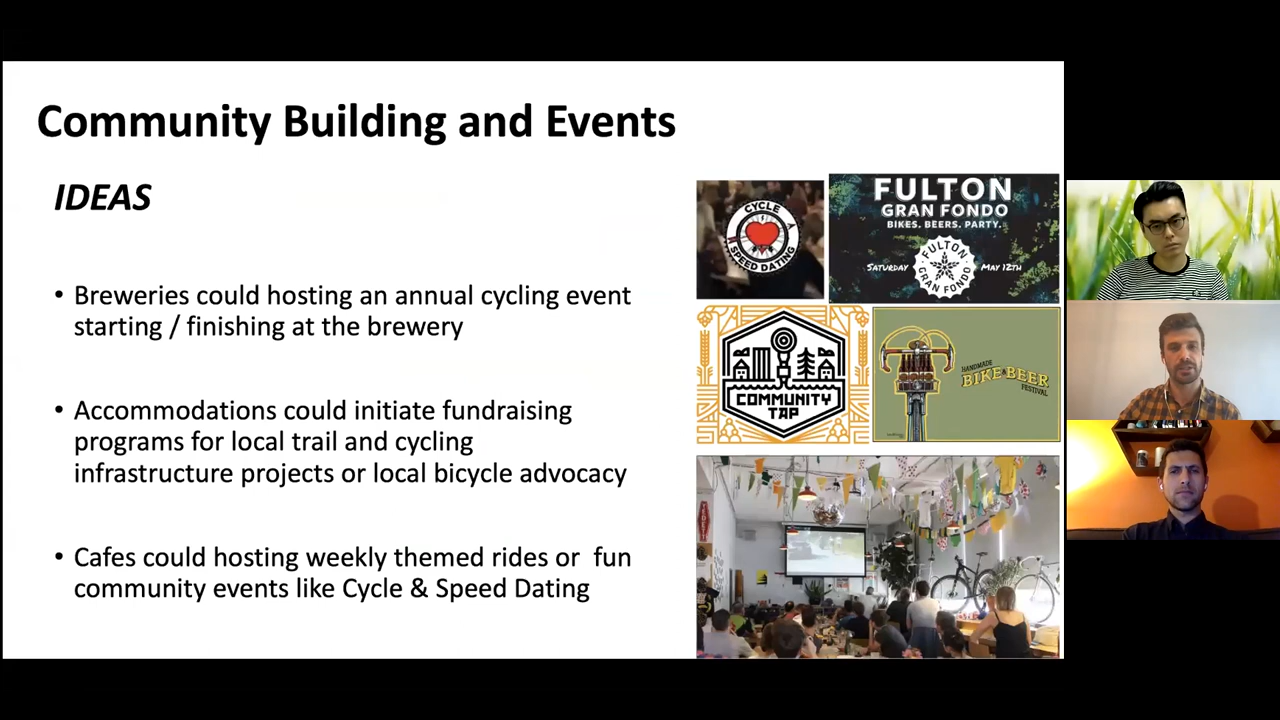 Community Building and Events
IDEAS
• Breweries could hosting an annual cycling event
starting / finishing at the brewery
• Accommodations could initiate fundraising
programs for local trail and cycling
infrastructure projects or local bicycle advocacy
• Cafes could hosting weekly themed rides or fun
community events like Cycle & Speed Dating
CYCLE
SPEED DATING
FULTON
GRAN FONDO
BIKES. BEERS. PARTY.
SATURDAY
FULTON
GRAN FONDO
MAY 12TH
COMMUNITY
TAP
HANDMADE
BIKE & BEER
FESTIVAL